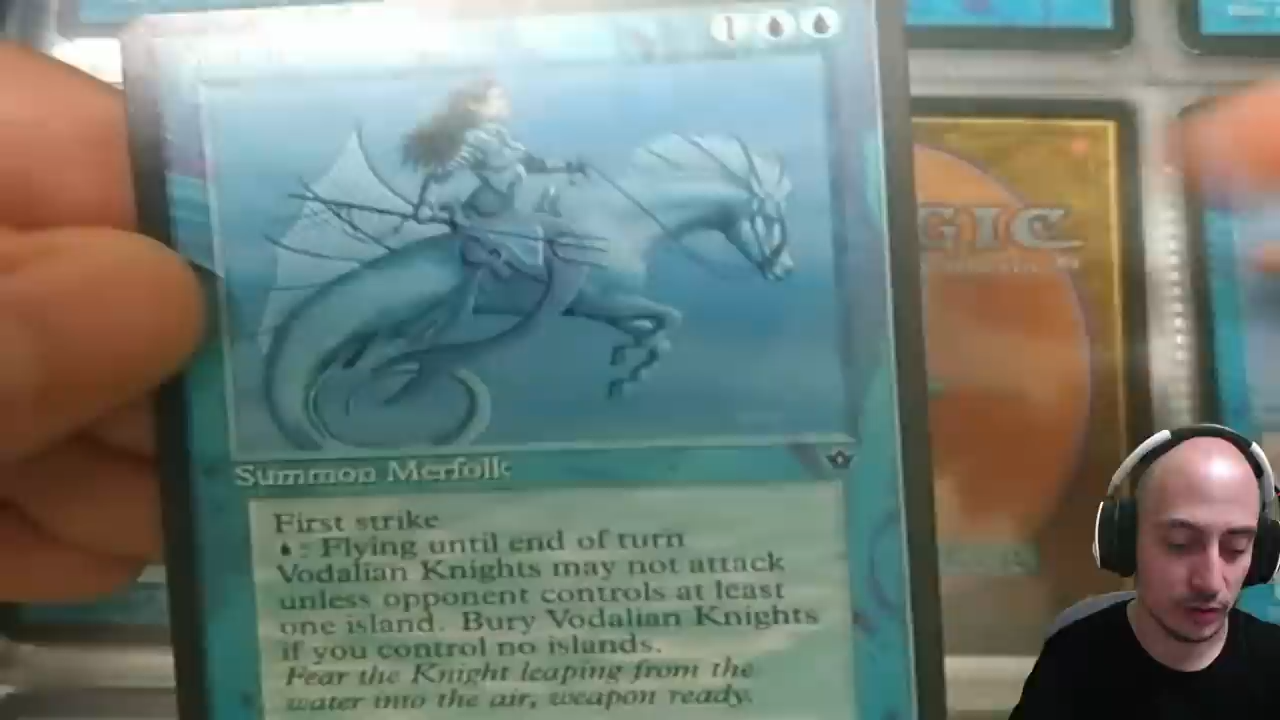 1
GIC
Summon Merfolk
First strike
: Flying until end of turn
Vodalian Knights may not attack
unless opponent controls at least
one island. Bury Vodalian Knights
if you control no islands.
Fear the Knight leaping from the
water into the air, weapon ready.